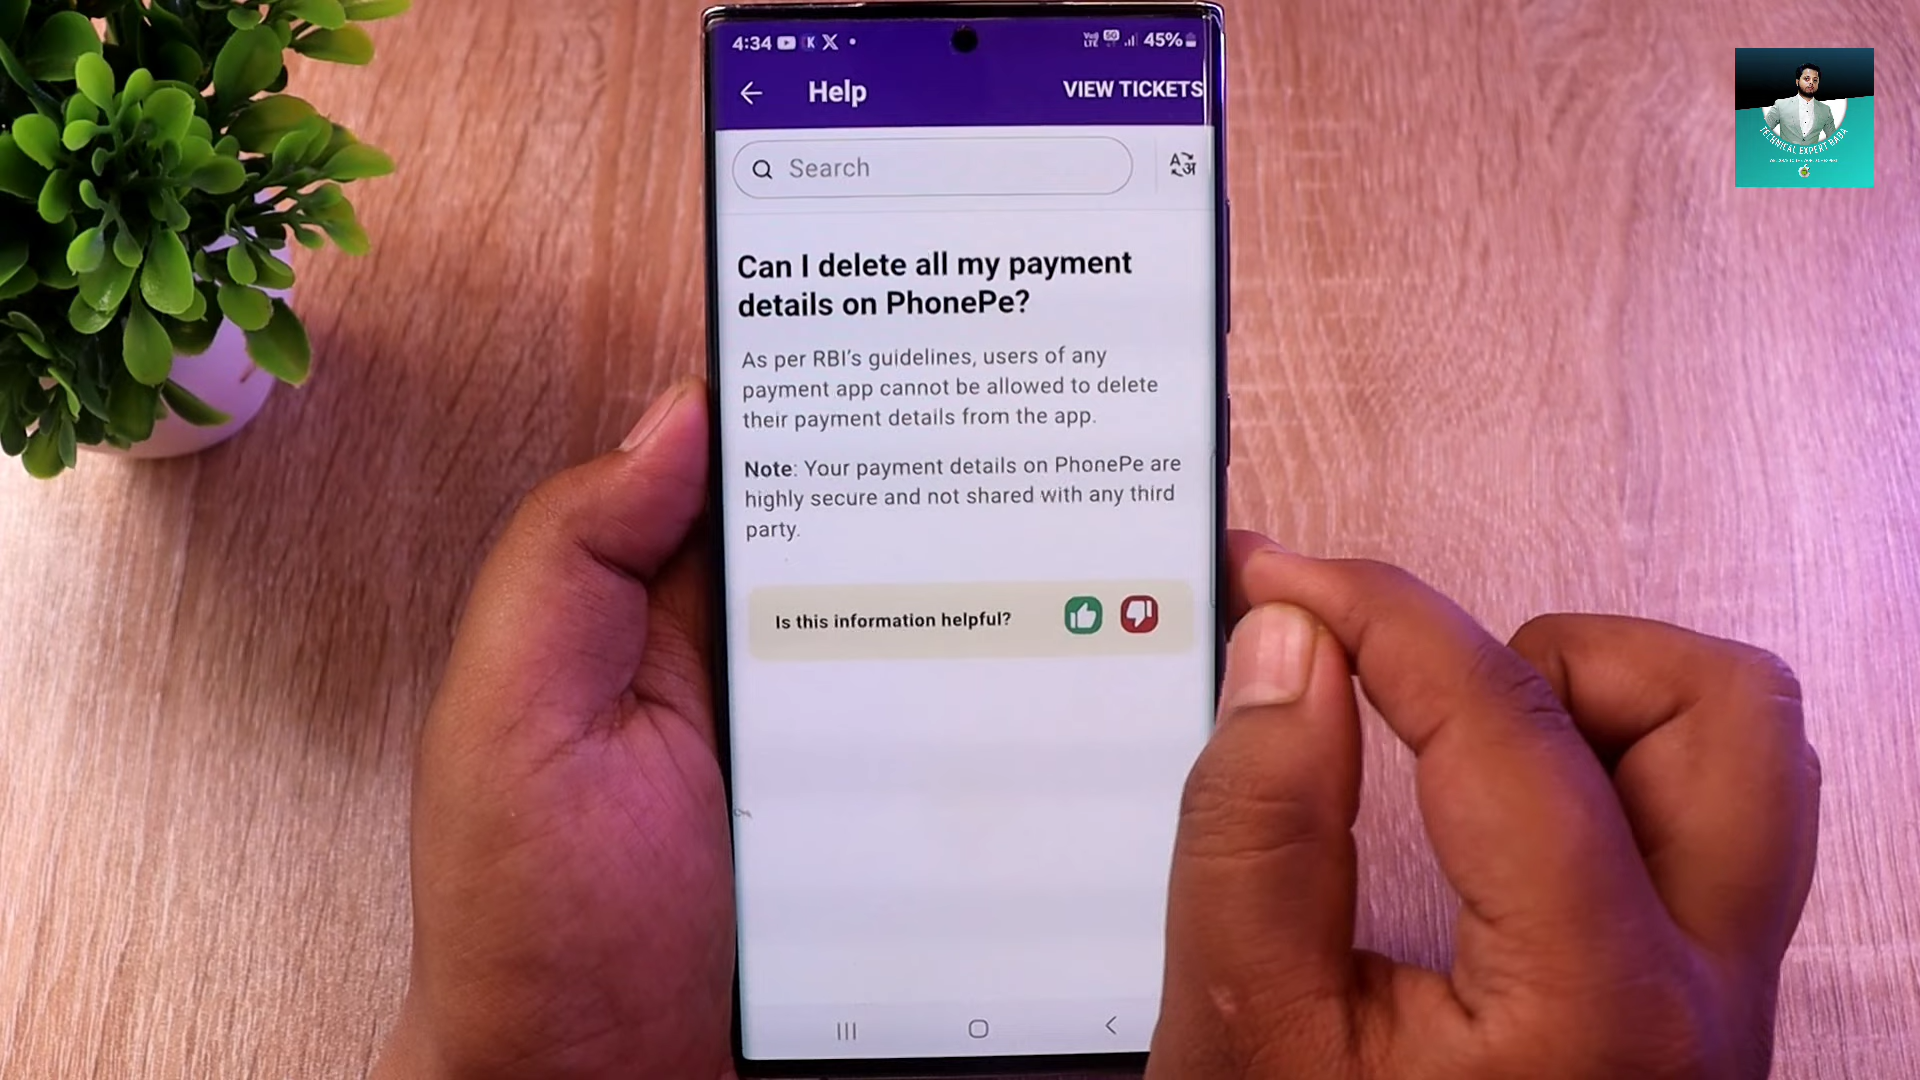 4:34 K X
Vo)) LTE 5G 45%
Help
VIEW TICKETS
Search
A अ
Can I delete all my payment
details on PhonePe?
As per RBI's guidelines, users of any
payment app cannot be allowed to delete
their payment details from the app.
Note: Your payment details on PhonePe are
highly secure and not shared with any third
party.
Is this information helpful?
TECHNICAL EXPERT BABA